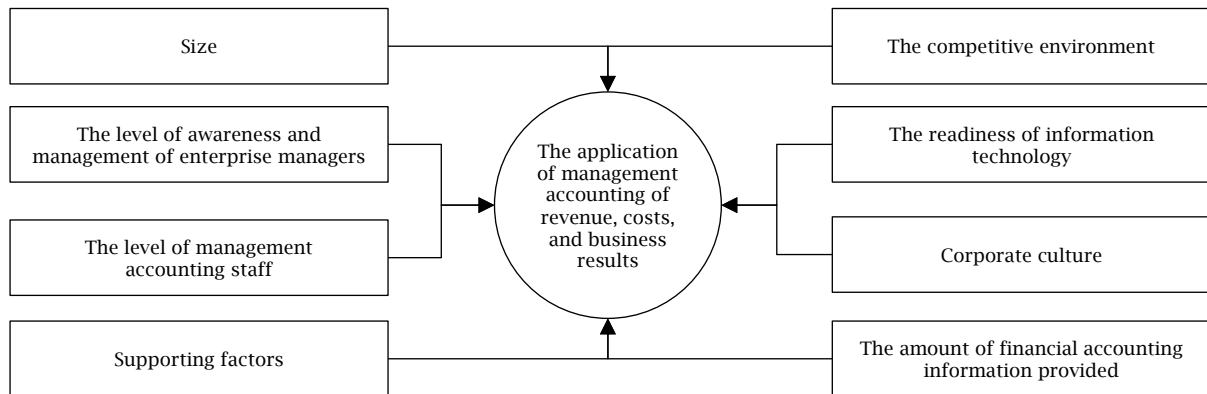 Size
The level of awareness and
management of enterprise managers
The level of management
accounting staff
Supporting factors
The application
of management
accounting of
revenue, costs,
and business
results
The competitive environment
The readiness of information
technology
Corporate culture
The amount of financial accounting
information provided